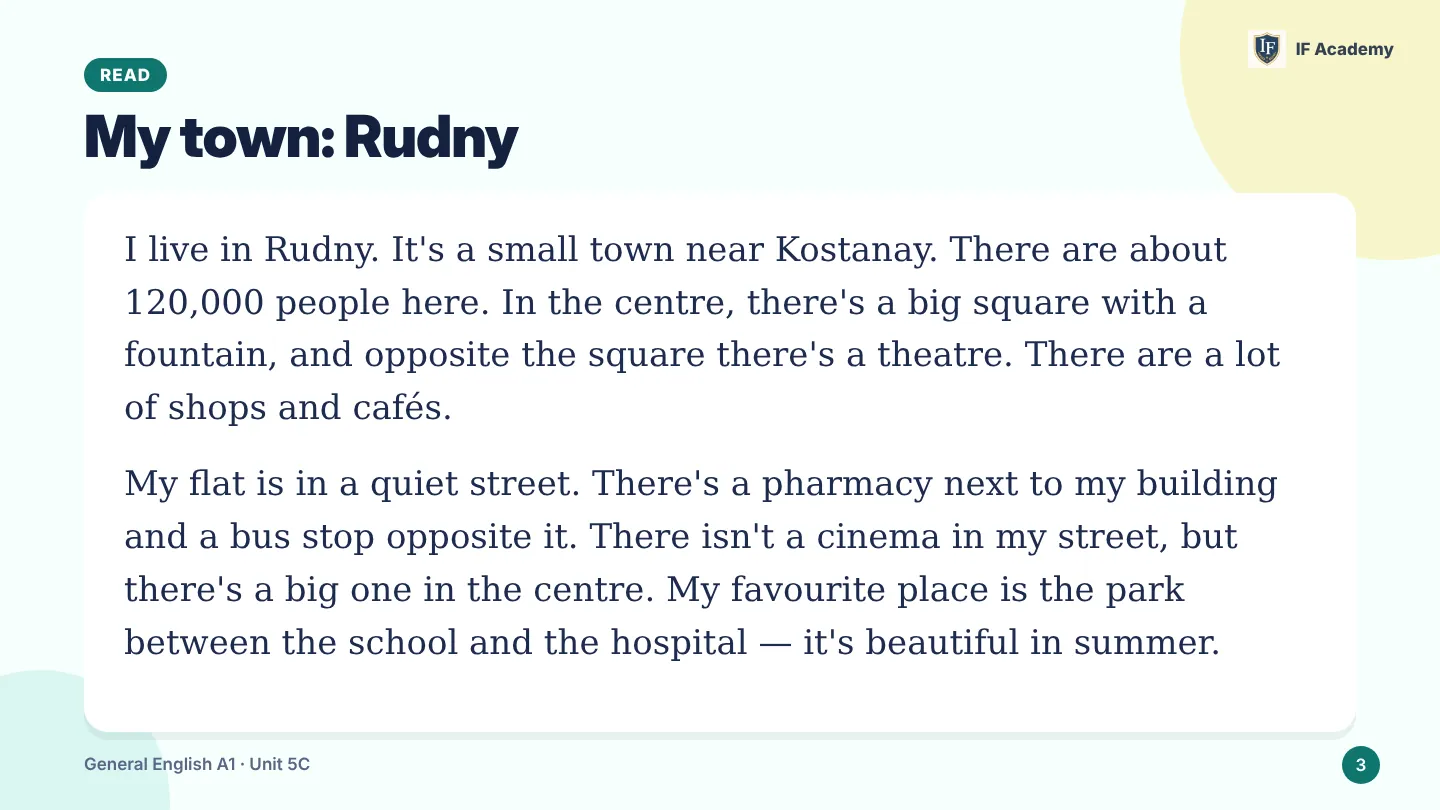 IF
IF Academy
READ
My town: Rudny
I live in Rudny. It's a small town near Kostanay. There are about
120,000 people here. In the centre, there's a big square with a
fountain, and opposite the square there's a theatre. There are a lot
of shops and cafés.
My flat is in a quiet street. There's a pharmacy next to my building
and a bus stop opposite it. There isn't a cinema in my street, but
there's a big one in the centre. My favourite place is the park
between the school and the hospital — it's beautiful in summer.
General English A1 · Unit 5C
3